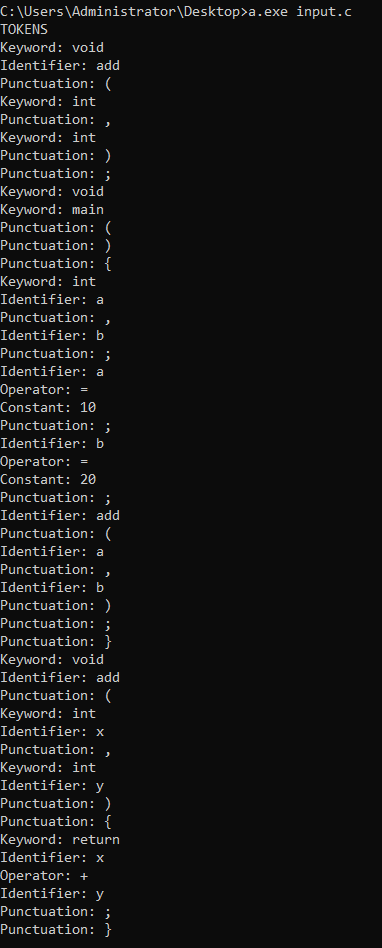 C:\Users\Administrator\Desktop>a.exe input.c
TOKENS
Keyword: void
Identifier: add
Punctuation: (
Keyword: int
Punctuation: ,
Keyword: int
Punctuation: )
Punctuation: ;
Keyword: void
Keyword: main
Punctuation: (
Punctuation: )
Punctuation: {
Keyword: int
Identifier: a
Punctuation: ,
Identifier: b
Punctuation: ;
Identifier: a
Operator: =
Constant: 10
Punctuation: ;
Identifier: b
Operator: =
Constant: 20
Punctuation: ;
Identifier: add
Punctuation: (
Identifier: a
Punctuation: ,
Identifier: b
Punctuation: )
Punctuation: ;
Punctuation: }
Keyword: void
Identifier: add
Punctuation: (
Keyword: int
Identifier: x
Punctuation: ,
Keyword: int
Identifier: y
Punctuation: )
Punctuation: {
Keyword: return
Identifier: x
Operator: +
Identifier: y
Punctuation: ;
Punctuation: }